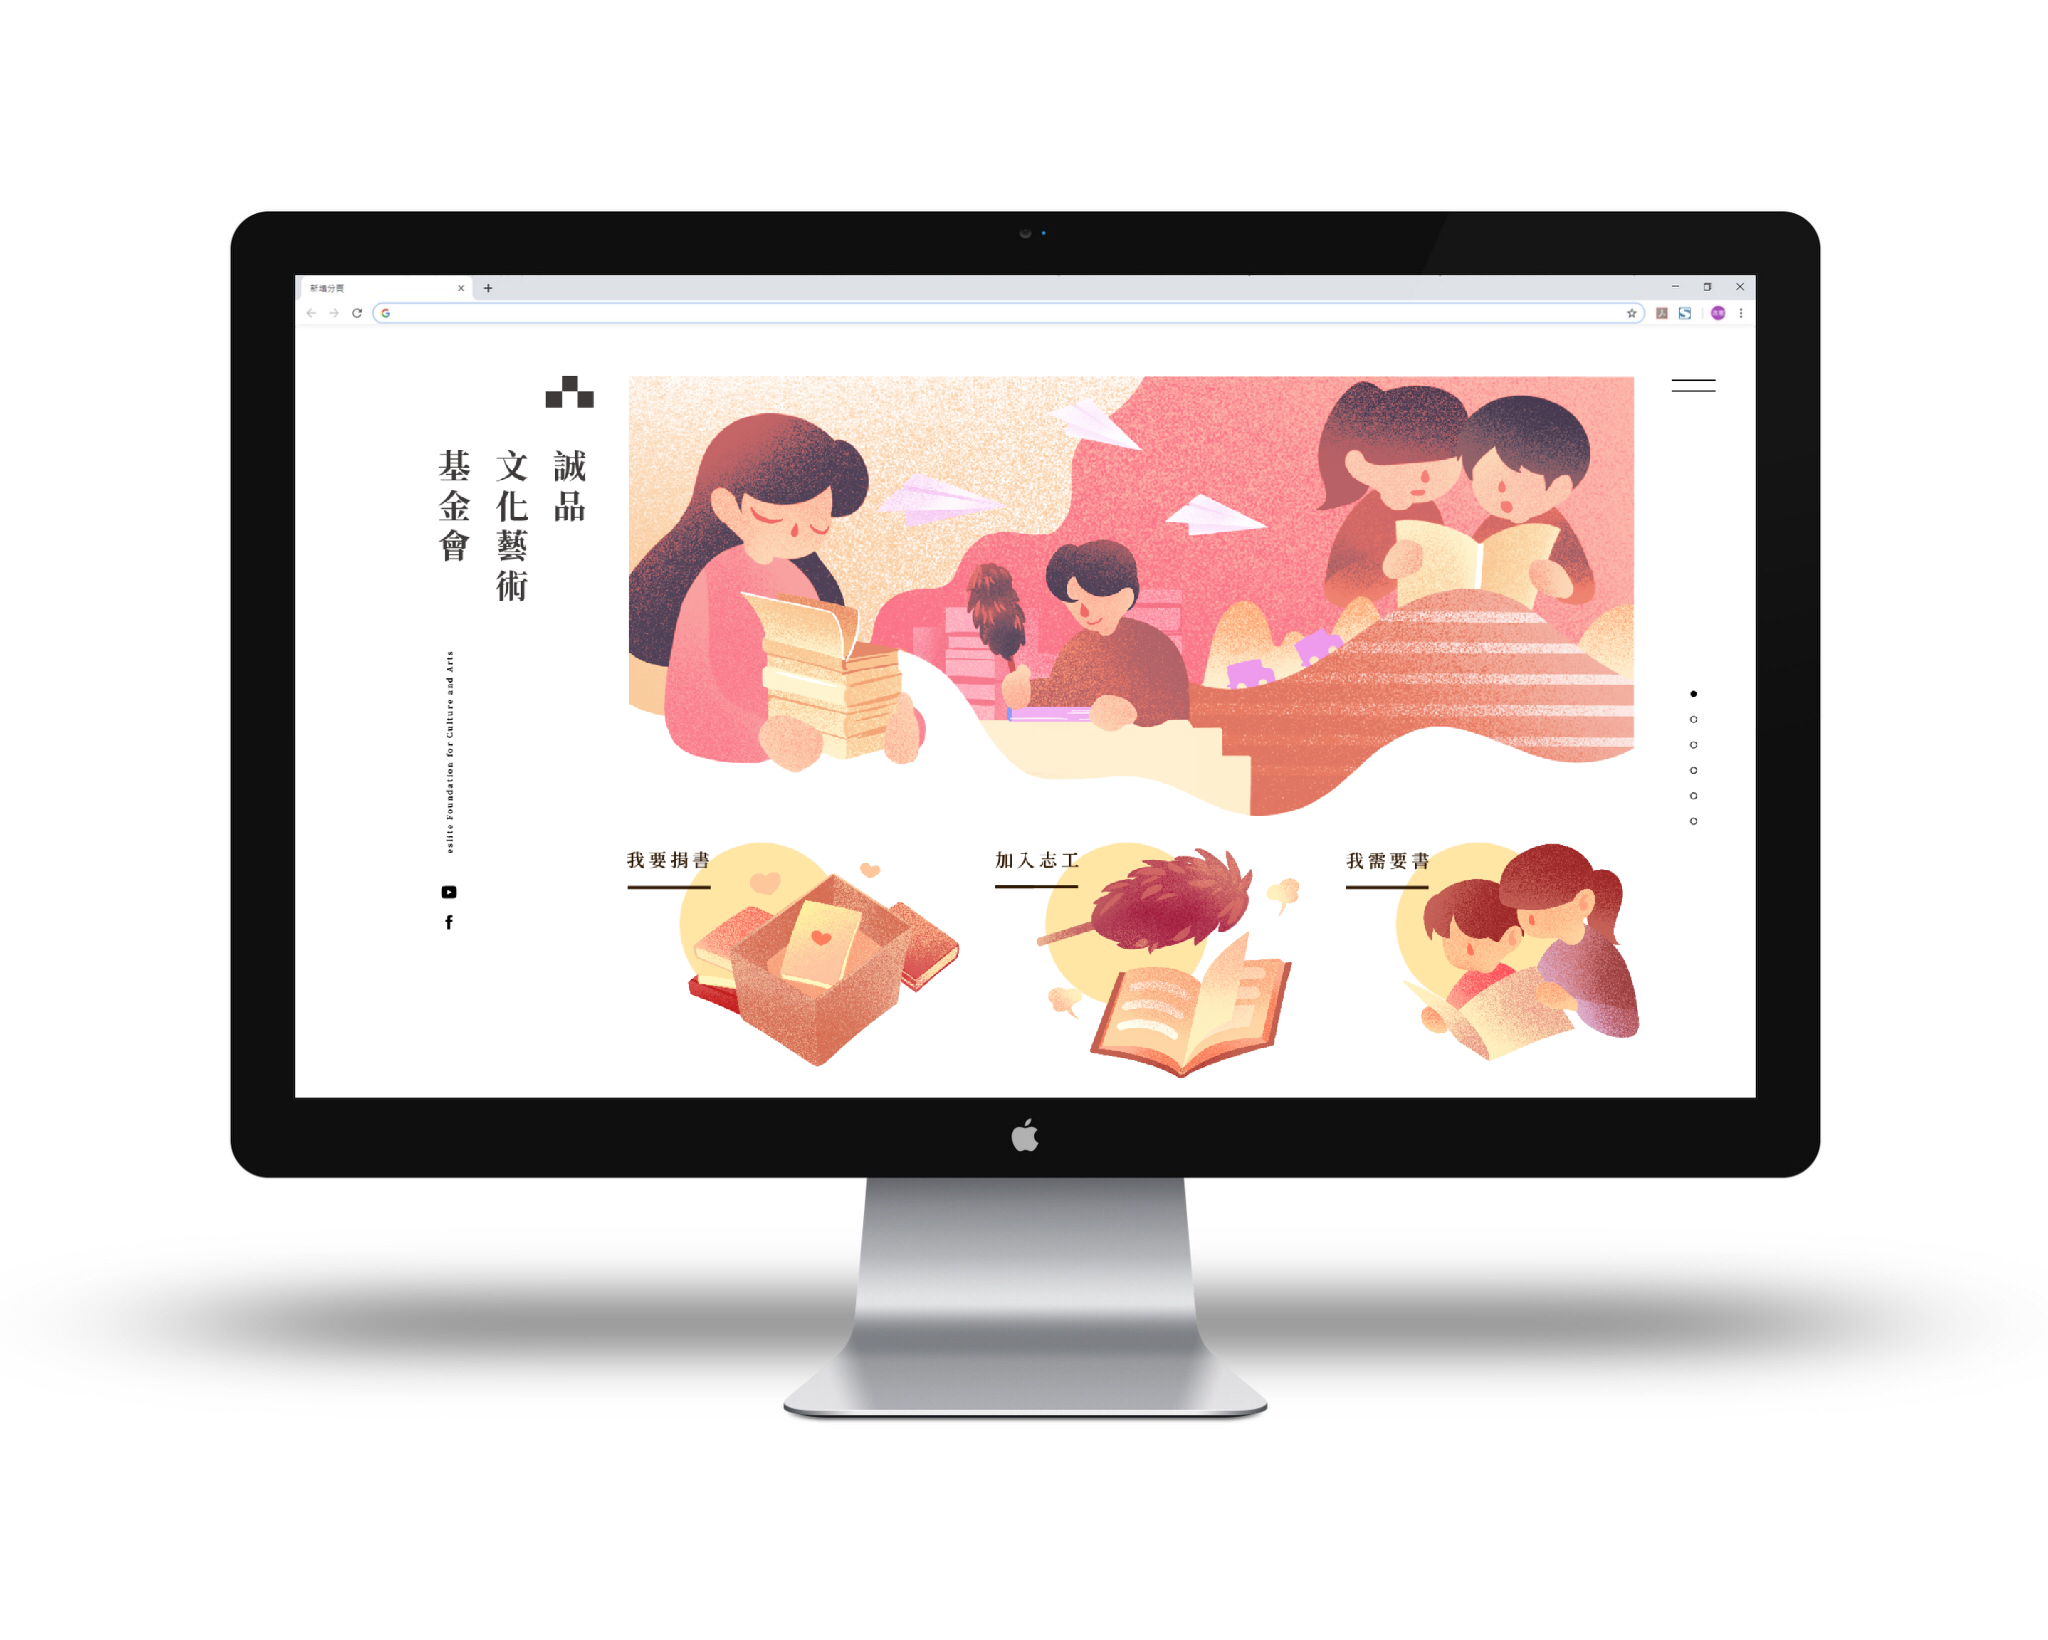 新增分頁
誠品
文化藝術
基金會
eslite Foundation for Culture and Arts
我要捐書
加入志工
我需要書